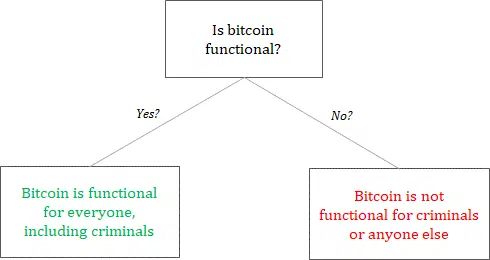 Is bitcoin
functional?
Yes?
No?
Bitcoin is functional
for everyone,
including criminals
Bitcoin is not
functional for criminals
or anyone else